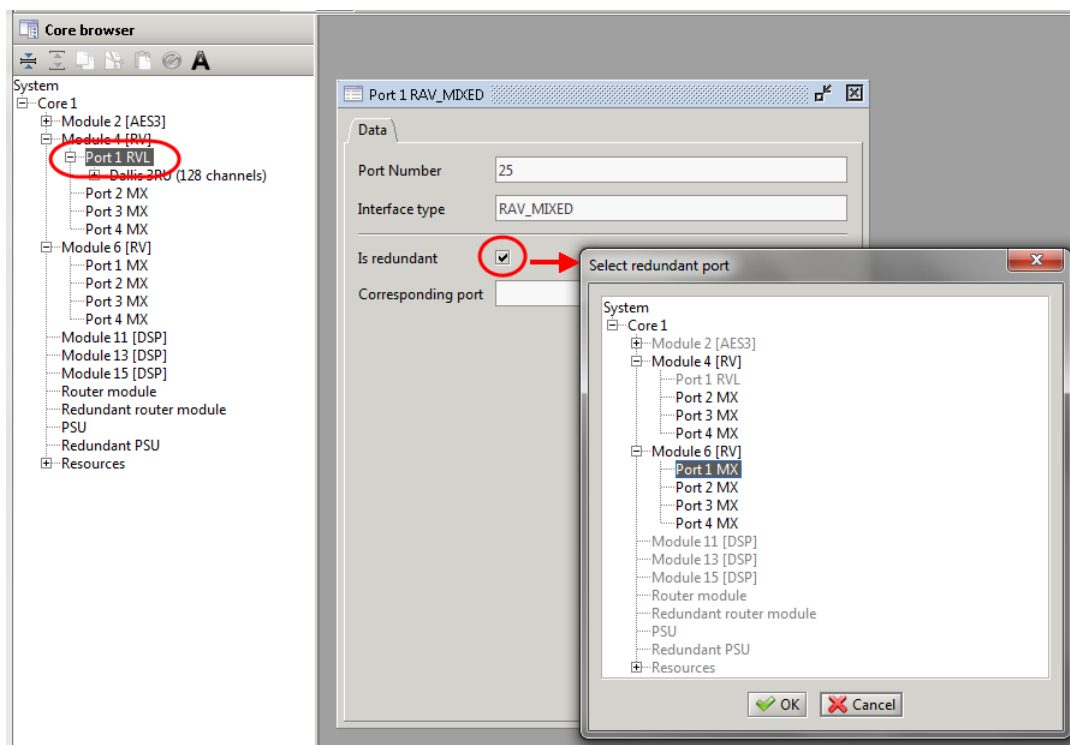 Core browser
A
System
Core 1
Module 2 [AES3]
Module 4 [RV]
Port 1 RVL
Dallis 3RU (128 channels)
Port 2 MX
Port 3 MX
Port 4 MX
Module 6 [RV]
Port 1 MX
Port 2 MX
Port 3 MX
Port 4 MX
Module 11 [DSP]
Module 13 [DSP]
Module 15 [DSP]
Router module
Redundant router module
PSU
Redundant PSU
Resources
Port 1 RAV_MIXED
Data
Port Number 25
Interface type RAV_MIXED
Is redundant
Corresponding port
Select redundant port
System
Core 1
Module 2 [AES3]
Module 4 [RV]
Port 1 RVL
Port 2 MX
Port 3 MX
Port 4 MX
Module 6 [RV]
Port 1 MX
Port 2 MX
Port 3 MX
Port 4 MX
Module 11 [DSP]
Module 13 [DSP]
Module 15 [DSP]
Router module
Redundant router module
PSU
Redundant PSU
Resources
OK Cancel